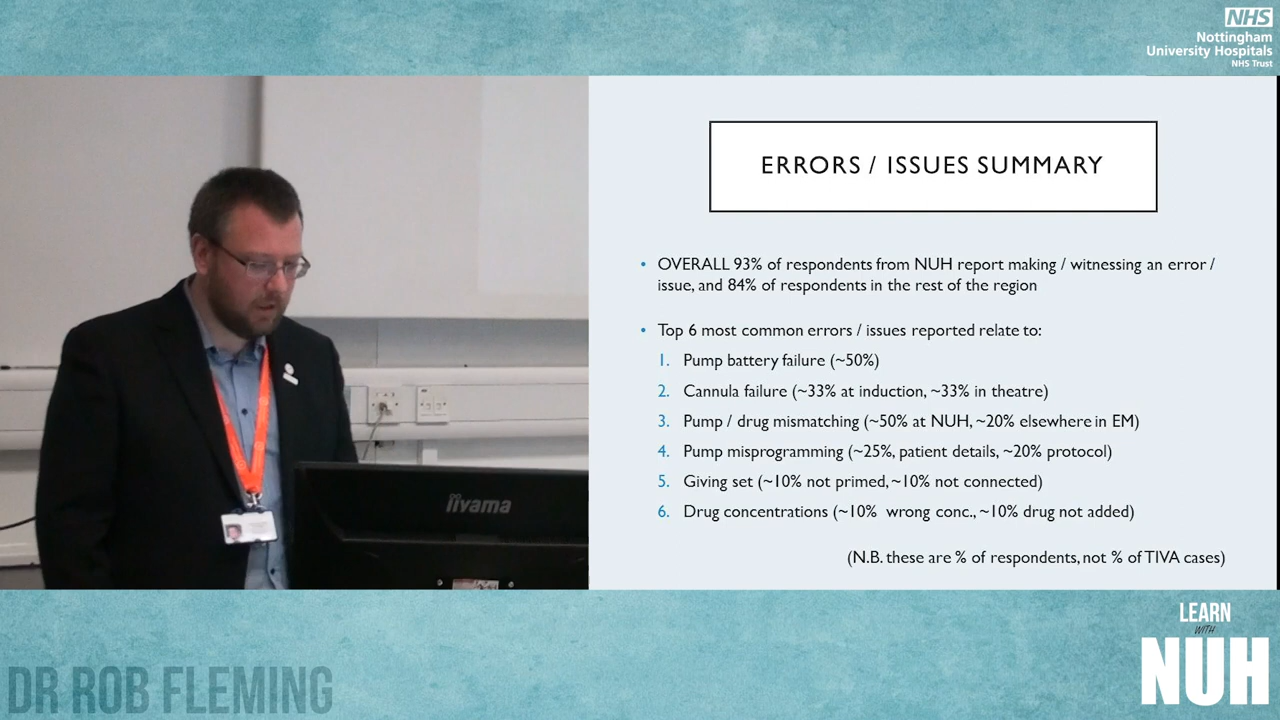 NHS
Nottingham
University Hospitals
NHS Trust
ERRORS / ISSUES SUMMARY
• OVERALL 93% of respondents from NUH report making / witnessing an error /
issue, and 84% of respondents in the rest of the region
• Top 6 most common errors / issues reported relate to:
1. Pump battery failure (~50%)
2. Cannula failure (~33% at induction, ~33% in theatre)
3. Pump / drug mismatching (~50% at NUH, ~20% elsewhere in EM)
4. Pump misprogramming (~25%, patient details, ~20% protocol)
5. Giving set (~10% not primed, ~10% not connected)
6. Drug concentrations (~10% wrong conc., ~10% drug not added)
(N.B. these are % of respondents, not % of TIVA cases)
iiyama
DR ROB FLEMING
LEARN
WITH
NUH